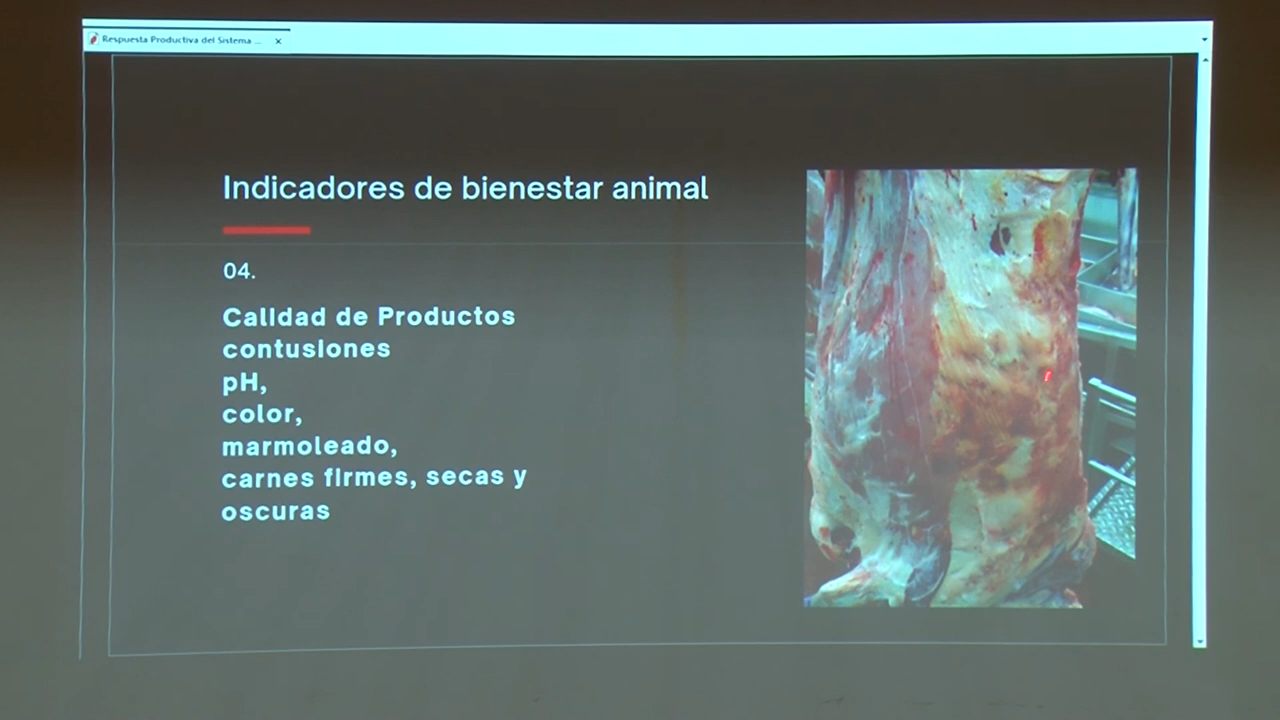 Respuesta Productiva del Sistema ...
Indicadores de bienestar animal
04.
Calidad de Productos
contusiones
pH,
color,
marmoleado,
carnes firmes, secas y
oscuras